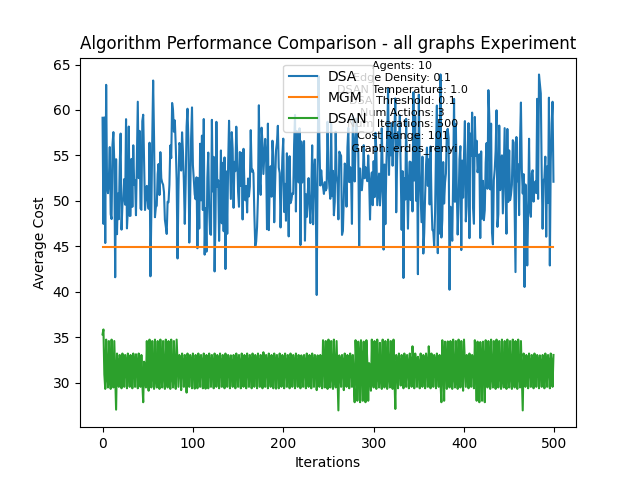 Algorithm Performance Comparison - all graphs Experiment
Agents: 10
Edge Density: 0.1
DSAN Temperature: 1.0
DSA Threshold: 0.1
Num Actions: 3
Iterations: 500
Cost Range: 101
Graph: erdos_renyi
DSA
MGM
DSAN
Average Cost
65
60
55
50
45
40
35
30
0
100
200
300
400
500
Iterations